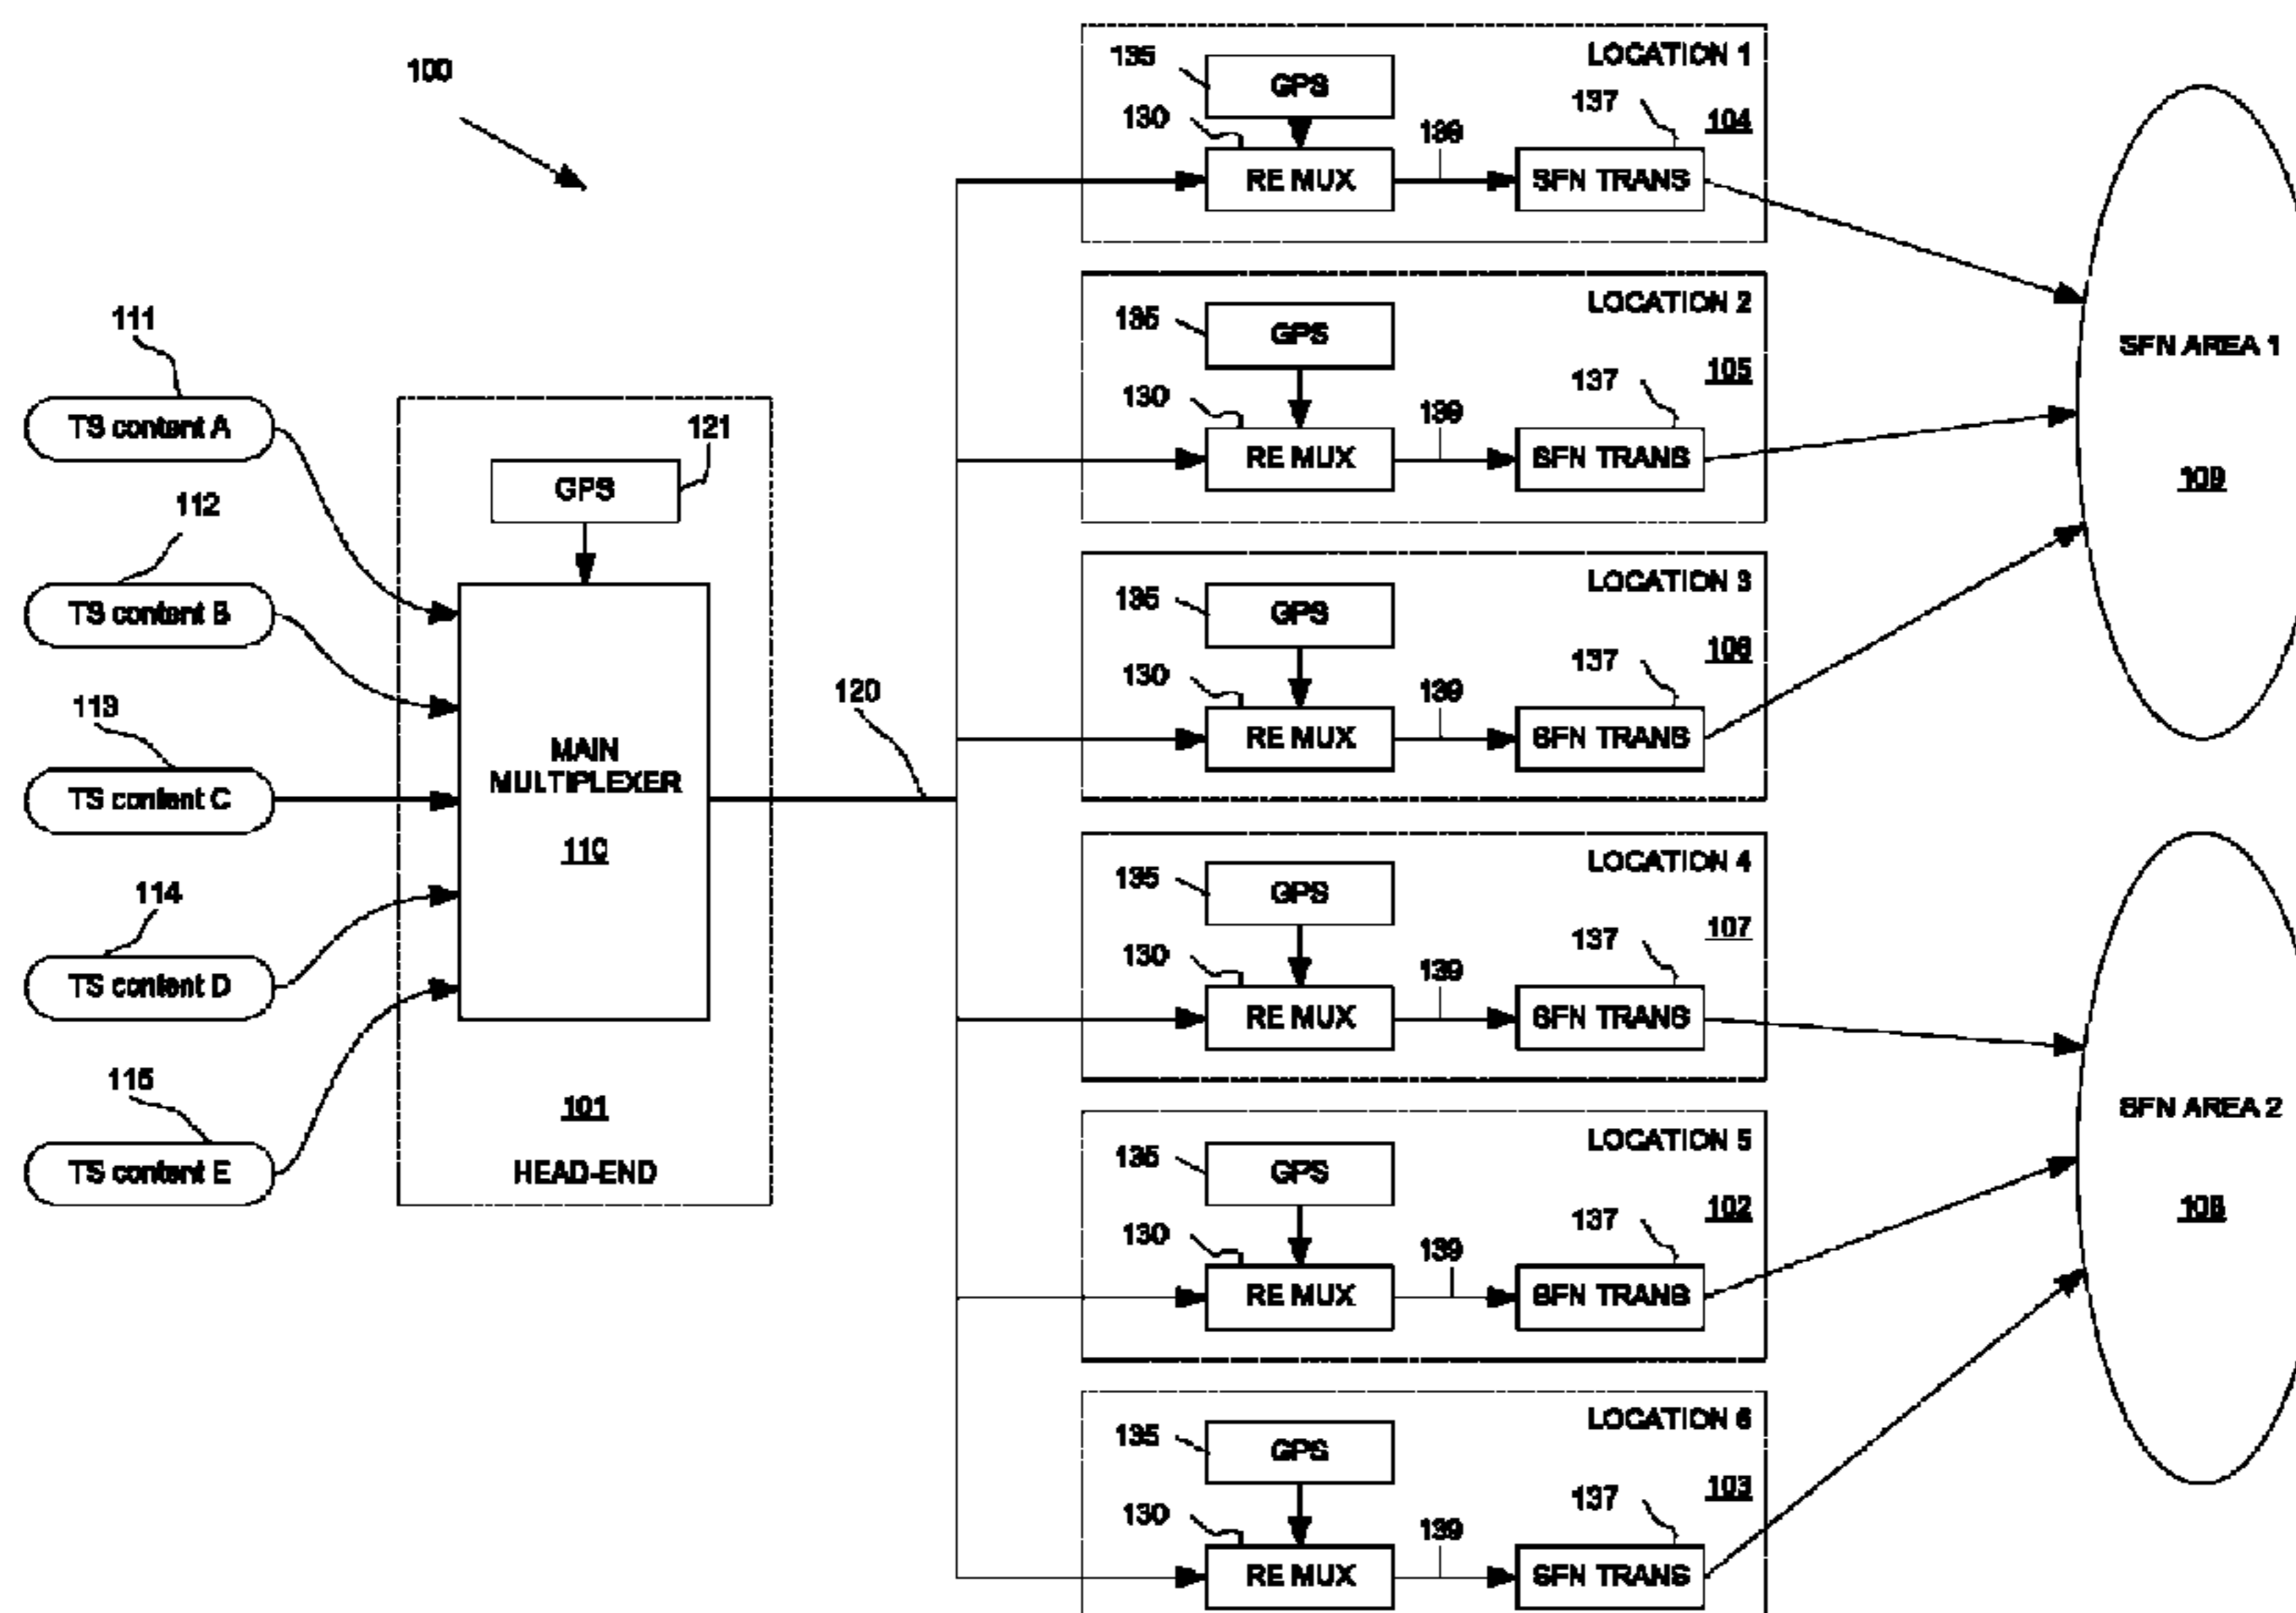 100
111
TS content A
112
TS content B
113
TS content C
114
TS content D
115
TS content E
121
GPS
MAIN
MULTIPLEXER
110
101
HEAD-END
120
LOCATION 1
135
GPS
137
104
130
139
RE MUX
SFN TRANS
LOCATION 2
135
GPS
137
105
130
139
RE MUX
SFN TRANS
LOCATION 3
135
GPS
137
106
130
139
RE MUX
SFN TRANS
LOCATION 4
135
GPS
137
107
130
139
RE MUX
SFN TRANS
LOCATION 5
135
GPS
137
102
130
139
RE MUX
SFN TRANS
LOCATION 6
135
GPS
137
103
130
139
RE MUX
SFN TRANS
SFN AREA 1
109
SFN AREA 2
108